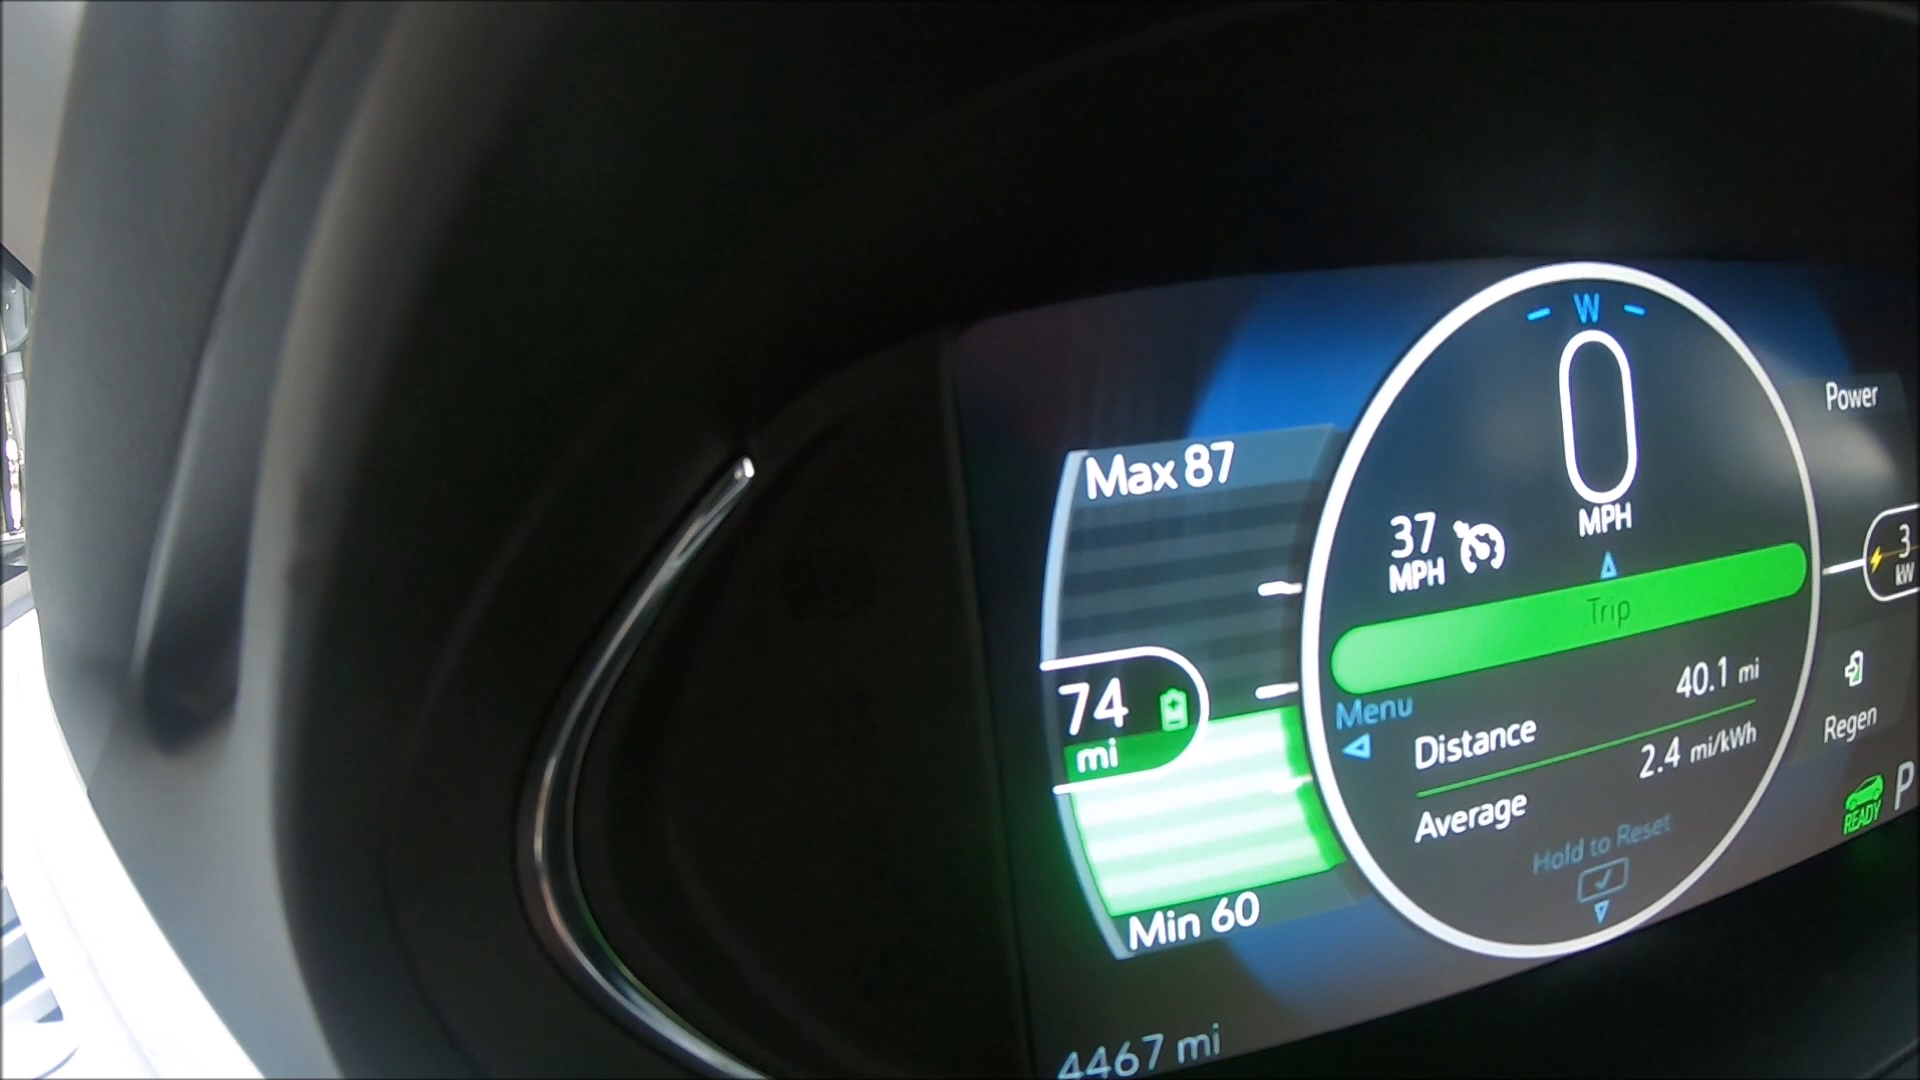 W
0
MPH
Power
Max 87
37
MPH
3
kW
Trip
40.1 mi
74
mi
Menu
Distance
Regen
2.4 mi/kWh
Average
READY
P
Hold to Reset
Min 60
4467 mi